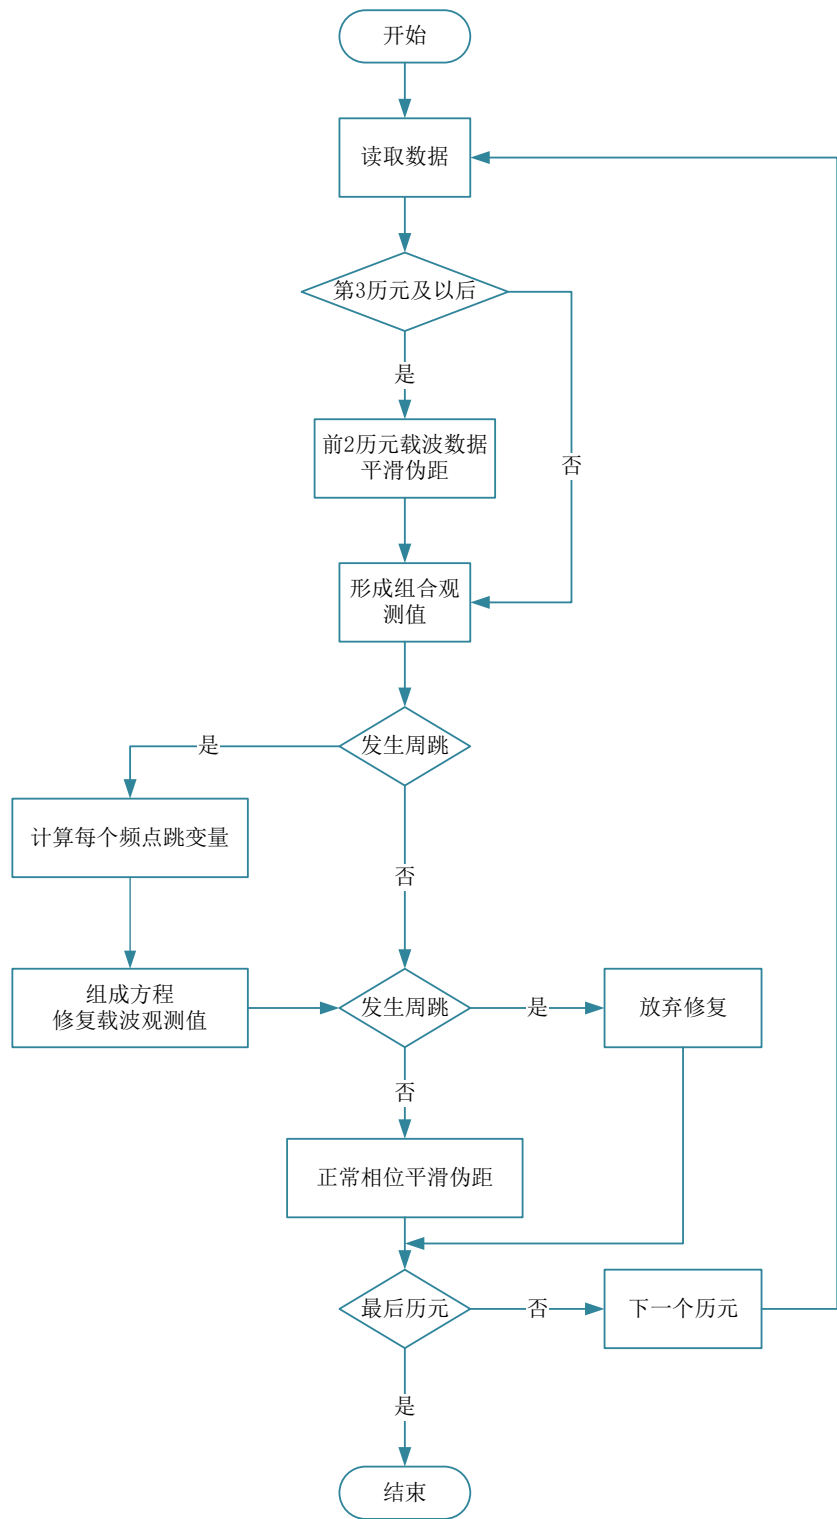 开始
读取数据
第3历元及以后
是
前2历元载波数据
平滑伪距
否
形成组合观
测值
发生周跳
是
计算每个频点跳变量
否
组成方程
修复载波观测值
发生周跳
是
放弃修复
否
正常相位平滑伪距
最后历元
否
下一个历元
是
结束